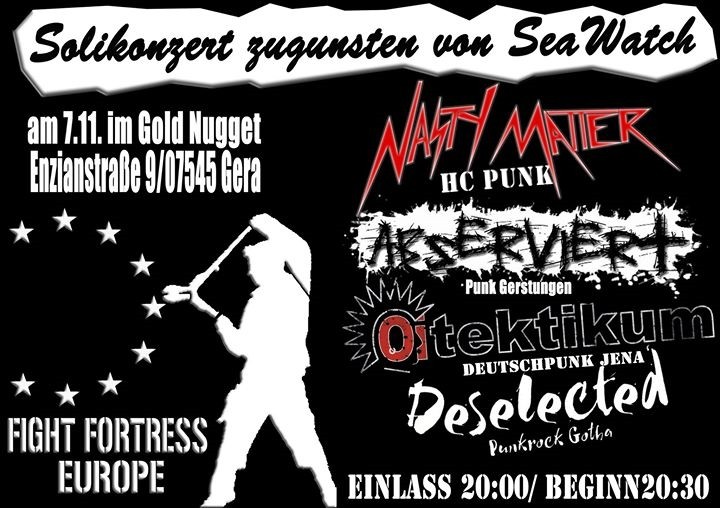 Solikonzert zugunsten von SeaWatch
am 7.11. im Gold Nugget
Enzianstraße 9/07545 Gera
NASTY MATTER
HC PUNK
ABSERVIERT
Punk Gerstungen
Oitektikum
DEUTSCHPUNK JENA
Deselected
Punkrock Gotha
FIGHT FORTRESS
EUROPE
EINLASS 20:00/ BEGINN20:30